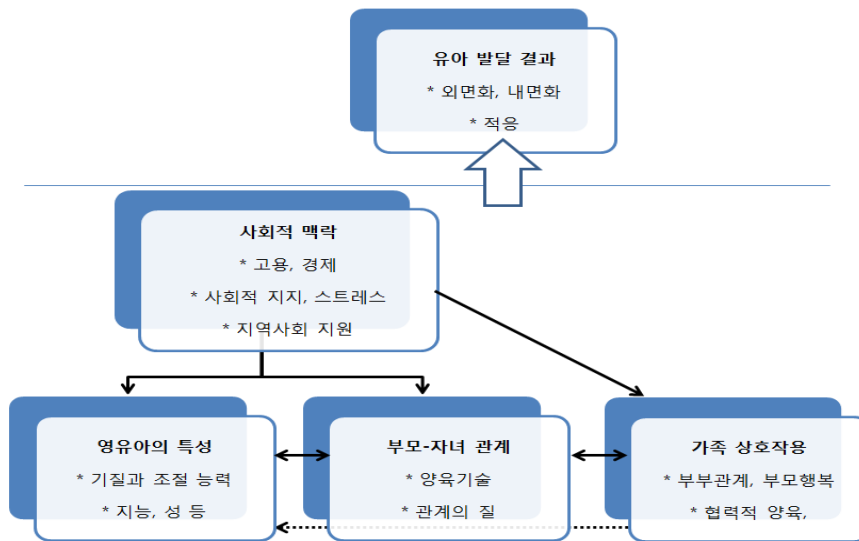 유아 발달 결과
* 외면화, 내면화
* 적응
사회적 맥락
* 고용, 경제
* 사회적 지지, 스트레스
* 지역사회 지원
영유아의 특성
* 기질과 조절 능력
* 지능, 성 등
부모-자녀 관계
* 양육기술
* 관계의 질
가족 상호작용
* 부부관계, 부모행복
* 협력적 양육,